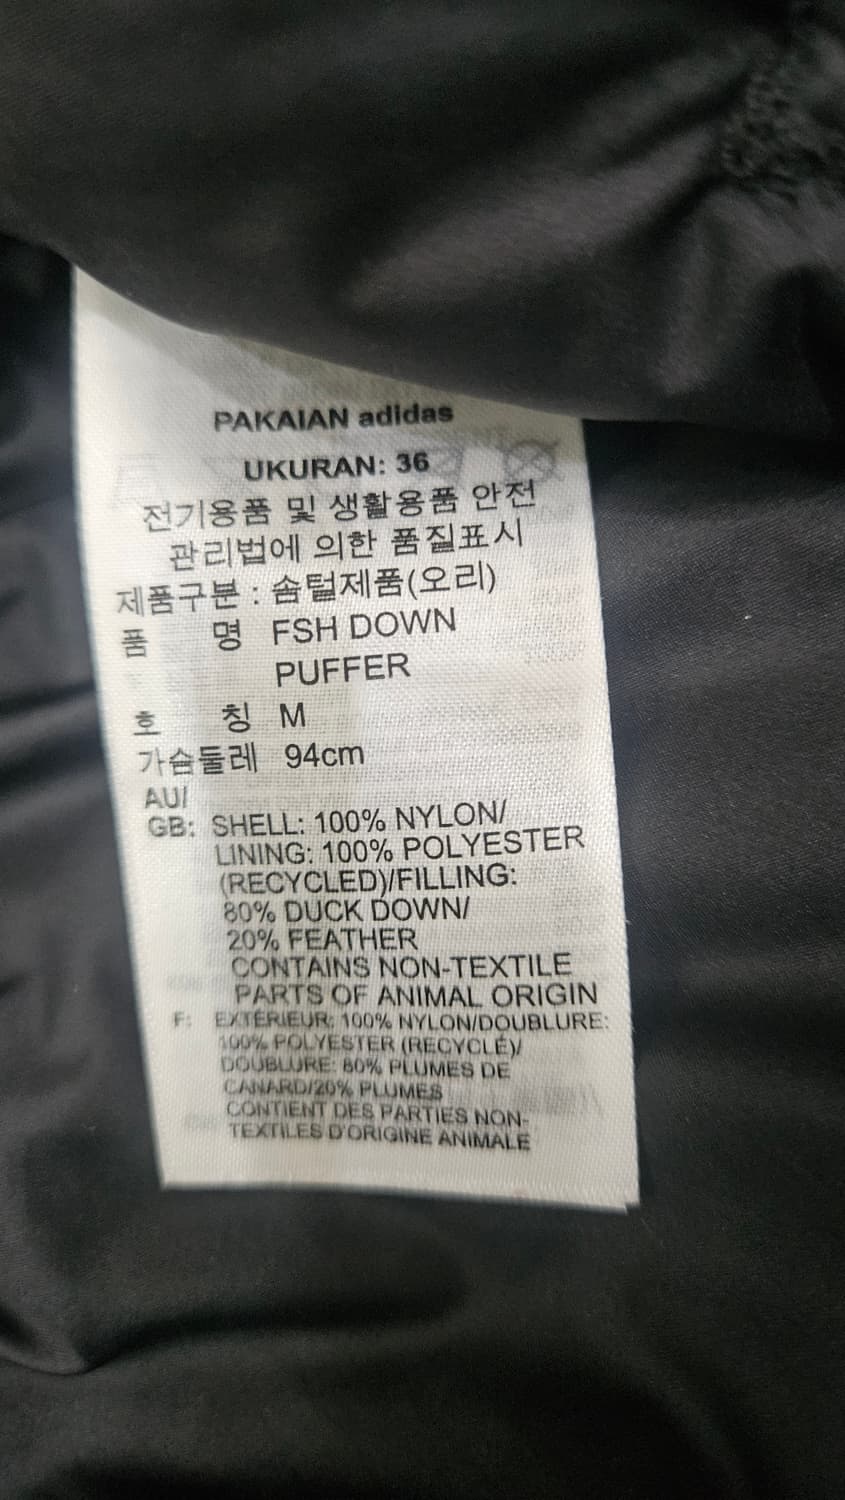 PAKAIAN adidas
UKURAN: 36
전기용품 및 생활용품 안전
관리법에 의한 품질표시
제품구분 : 솜털제품(오리)
품 명 FSH DOWN
PUFFER
호 칭 M
가슴둘레 94cm
AU/
GB: SHELL: 100% NYLON/
LINING: 100% POLYESTER
(RECYCLED)/FILLING:
80% DUCK DOWN/
20% FEATHER
CONTAINS NON-TEXTILE
PARTS OF ANIMAL ORIGIN
F: EXTÉRIEUR: 100% NYLON/DOUBLURE:
100% POLYESTER (RECYCLÉ)/
DOUBLURE: 80% PLUMES DE
CANARD/20% PLUMES
CONTIENT DES PARTIES NON-
TEXTILES D'ORIGINE ANIMALE